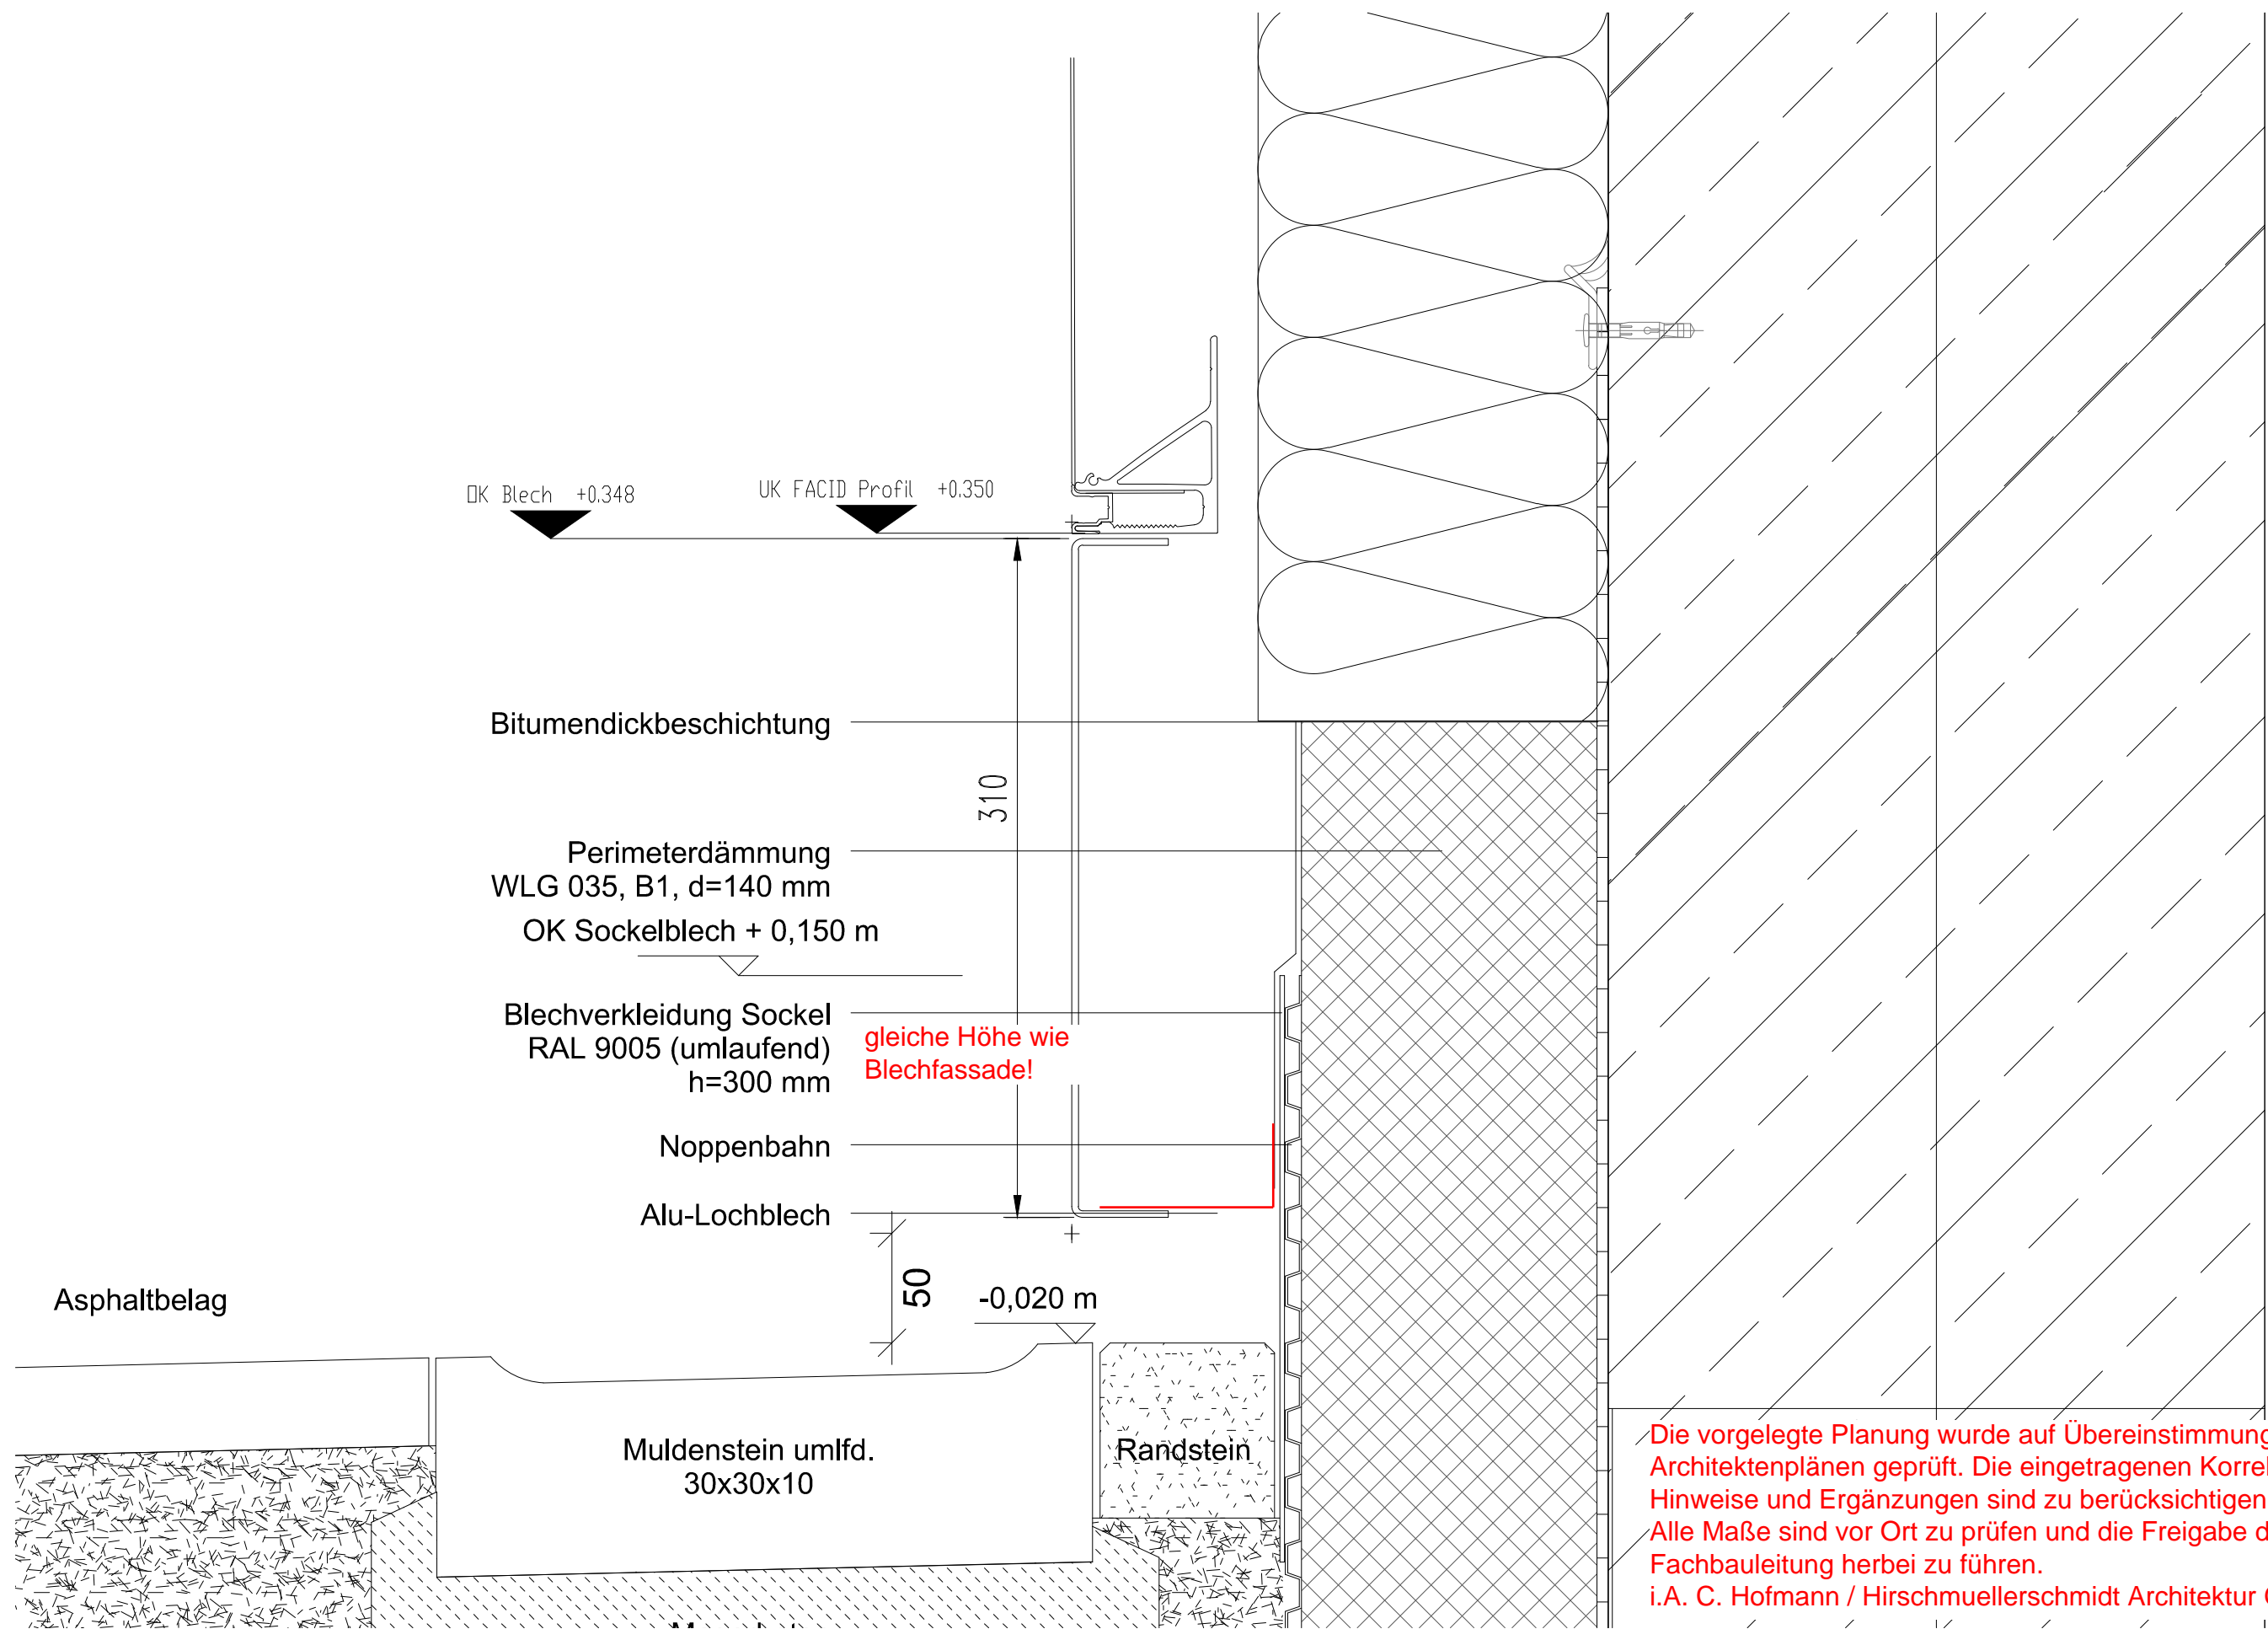 OK Blech +0.348
UK FACID Profil +0.350
Bitumendickbeschichtung
310
Perimeterdämmung
WLG 035, B1, d=140 mm
OK Sockelblech + 0,150 m
Blechverkleidung Sockel
RAL 9005 (umlaufend)
h=300 mm
gleiche Höhe wie
Blechfassade!
Noppenbahn
Alu-Lochblech
50
-0,020 m
Asphaltbelag
Muldenstein umlfd.
30x30x10
Randstein
Die vorgelegte Planung wurde auf Übereinstimmung
Architektenplänen geprüft. Die eingetragenen
Hinweise und Ergänzungen sind zu berücksichtigen
Alle Maße sind vor Ort zu prüfen und die Freigabe
Fachbauleitung herbei zu führen.
i.A. C. Hofmann / Hirschmuellerschmidt Architektur